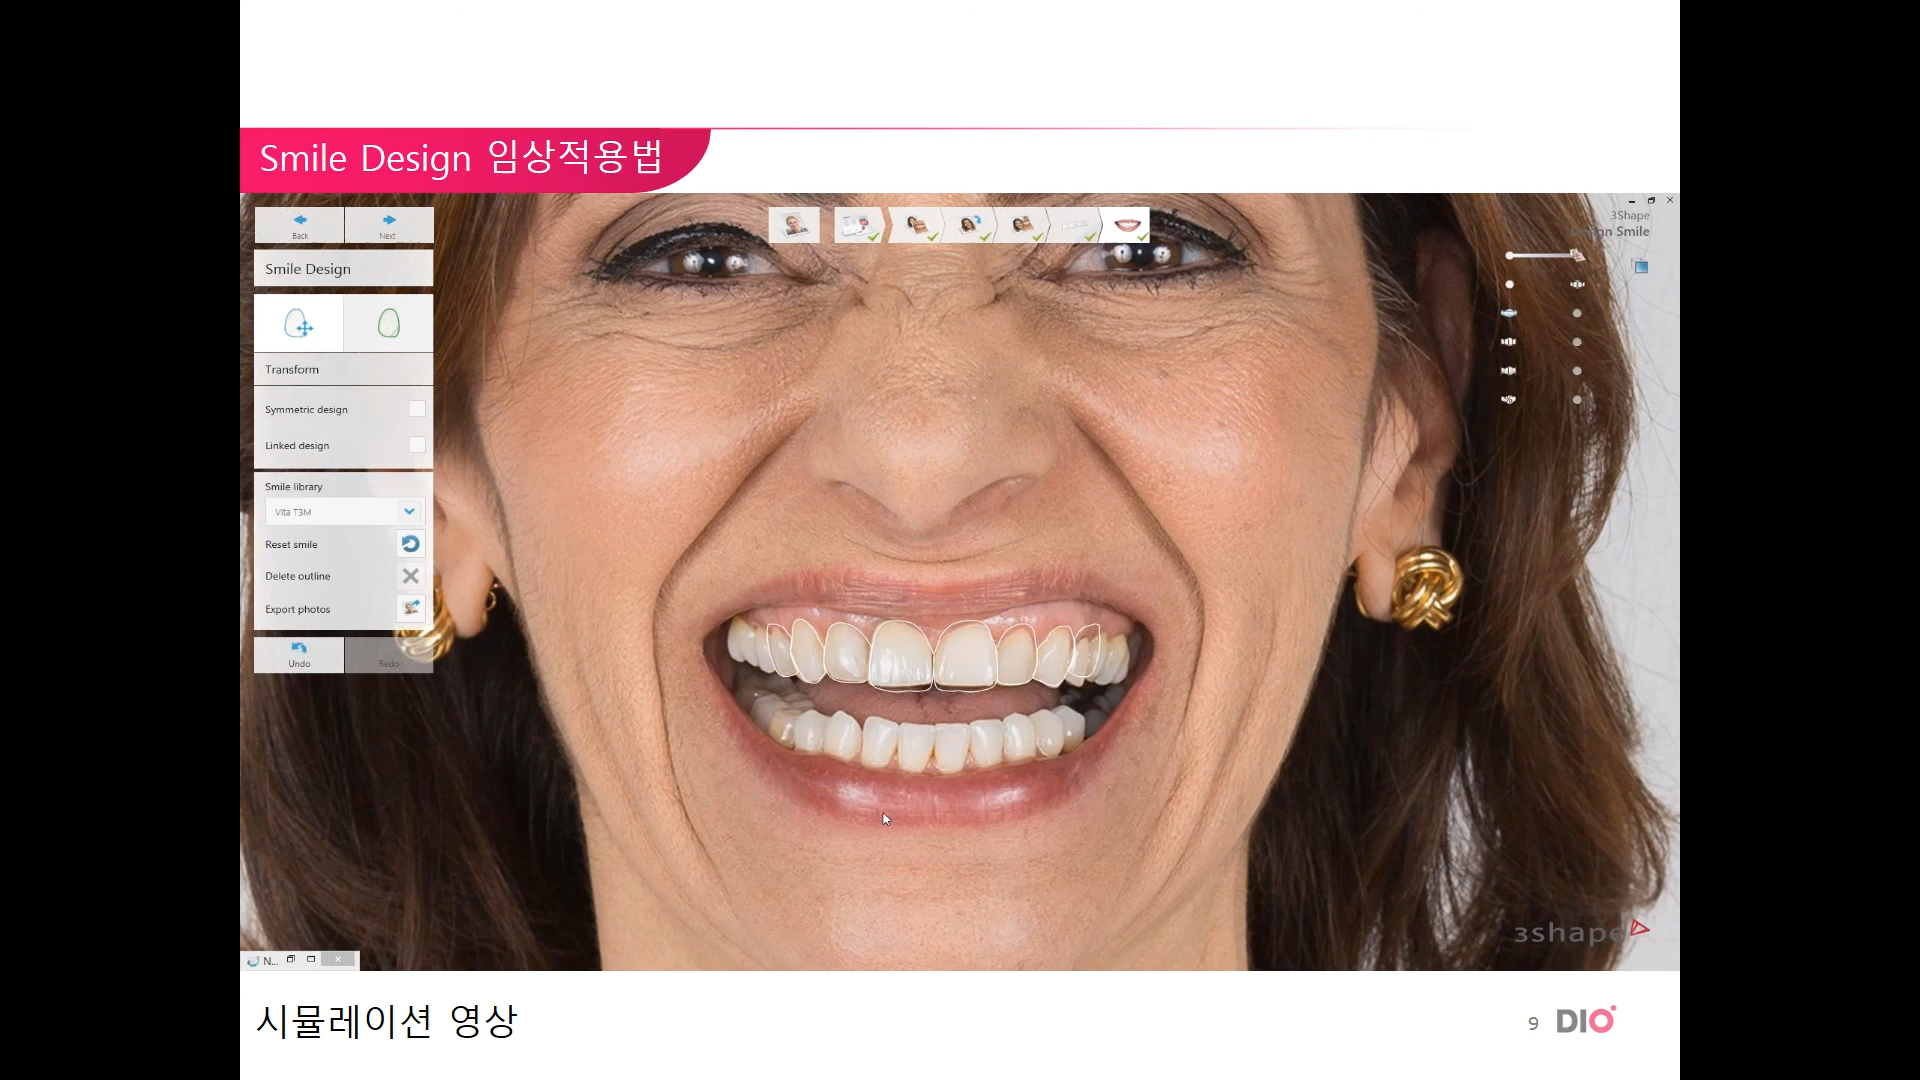 Smile Design 임상적용법
Back
Next
3Shape
Design Smile
Smile Design
Transform
Symmetric design
Linked design
Smile library
Vita T3M
Reset smile
Delete outline
Export photos
Undo
Redo
3shape
N...
시뮬레이션 영상
9
DIO